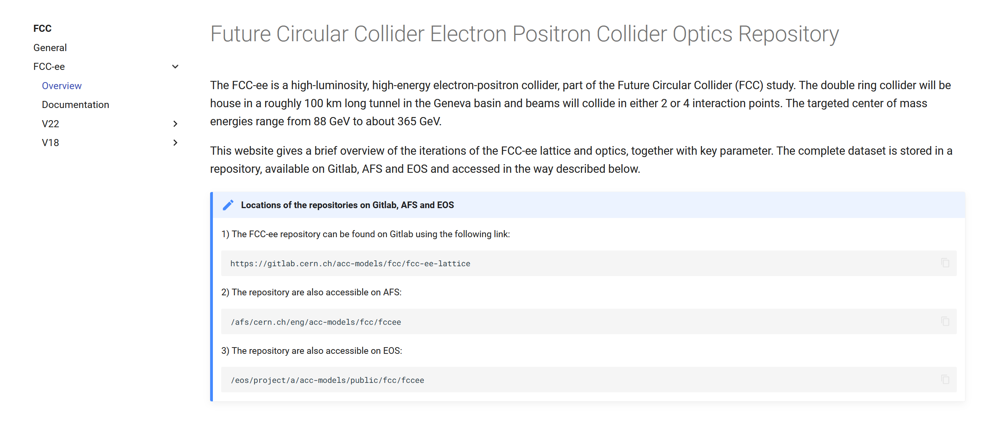 FCC
General
FCC-ee
Overview
Documentation
V22
V18
Future Circular Collider Electron Positron Collider Optics Repository
The FCC-ee is a high-luminosity, high-energy electron-positron collider, part of the Future Circular Collider (FCC) study. The double ring collider will be
house in a roughly 100 km long tunnel in the Geneva basin and beams will collide in either 2 or 4 interaction points. The targeted center of mass
energies range from 88 GeV to about 365 GeV.
This website gives a brief overview of the iterations of the FCC-ee lattice and optics, together with key parameter. The complete dataset is stored in a
repository, available on Gitlab, AFS and EOS and accessed in the way described below.
Locations of the repositories on Gitlab, AFS and EOS
1) The FCC-ee repository can be found on Gitlab using the following link:
https://gitlab.cern.ch/acc-models/fcc/fcc-ee-lattice
2) The repository are also accessible on AFS:
/afs/cern.ch/eng/acc-models/fcc/fccee
3) The repository are also accessible on EOS:
/eos/project/a/acc-models/public/fcc/fccee